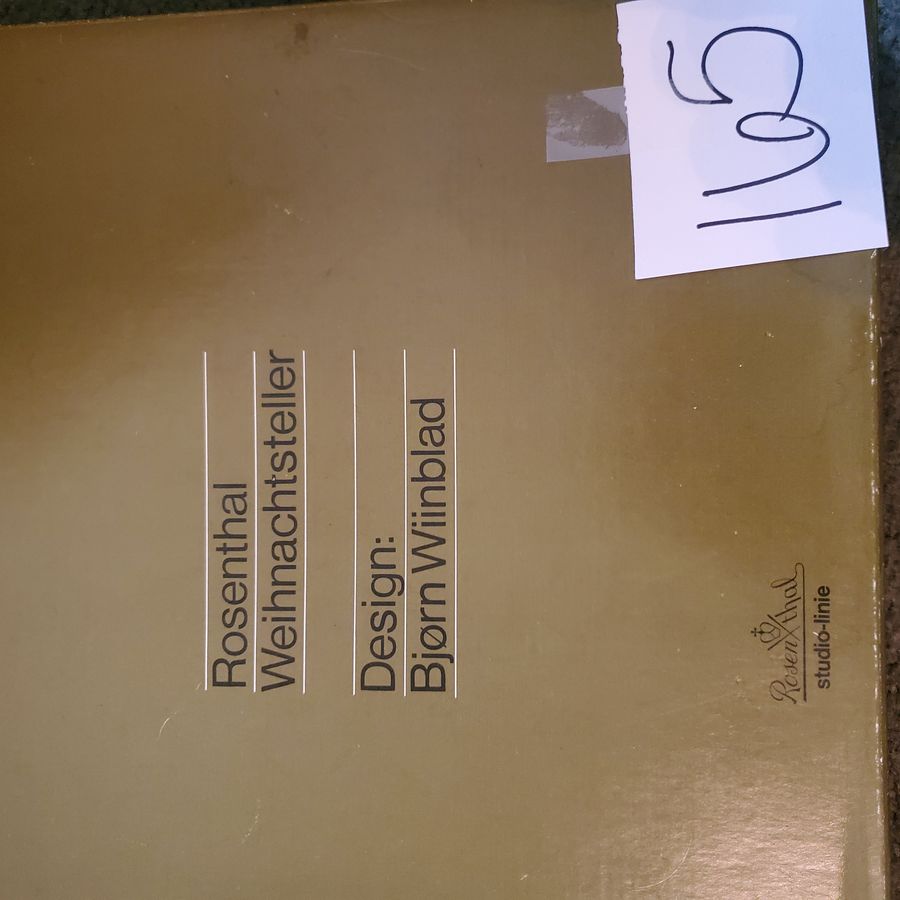 165
Rosenthal
Weihnachtsteller
Design:
Bjørn Wiinblad
Rosenthal
studio-linie